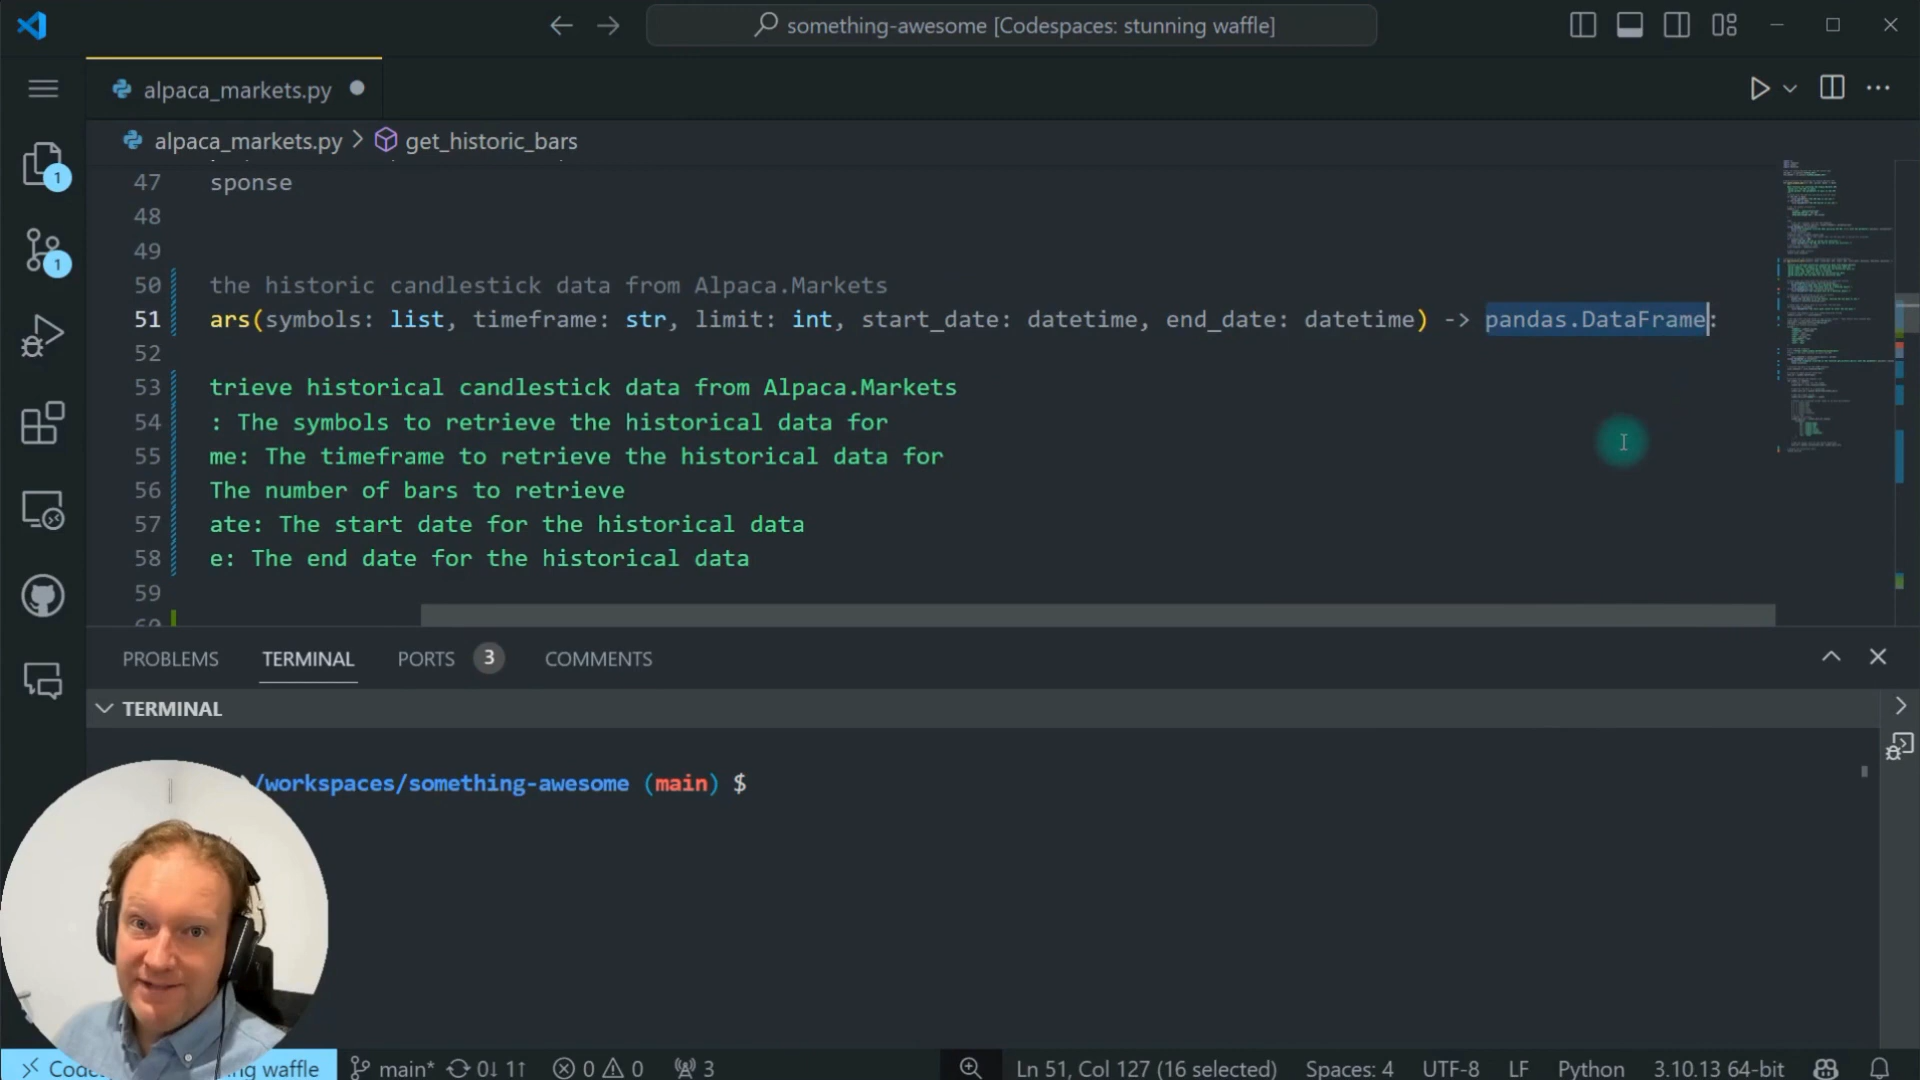 something-awesome [Codespaces: stunning waffle]
alpaca_markets.py
alpaca_markets.py > get_historic_bars
47 sponse
48
49
50 the historic candlestick data from Alpaca.Markets
51 ars(symbols: list, timeframe: str, limit: int, start_date: datetime, end_date: datetime) -> pandas.DataFrame:
52
53 trieve historical candlestick data from Alpaca.Markets
54 : The symbols to retrieve the historical data for
55 me: The timeframe to retrieve the historical data for
56 The number of bars to retrieve
57 ate: The start date for the historical data
58 e: The end date for the historical data
59
60
1
1
PROBLEMS TERMINAL PORTS 3 COMMENTS
TERMINAL
/workspaces/something-awesome (main) $
Code ng waffle main* 0↓ 1↑ 0 0 3 Ln 51, Col 127 (16 selected) Spaces: 4 UTF-8 LF Python 3.10.13 64-bit